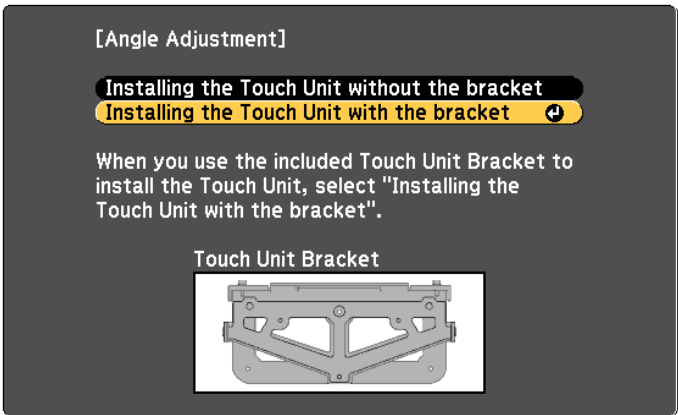 [Angle Adjustment]
Installing the Touch Unit without the bracket
Installing the Touch Unit with the bracket
When you use the included Touch Unit Bracket to
install the Touch Unit, select "Installing the
Touch Unit with the bracket".
Touch Unit Bracket